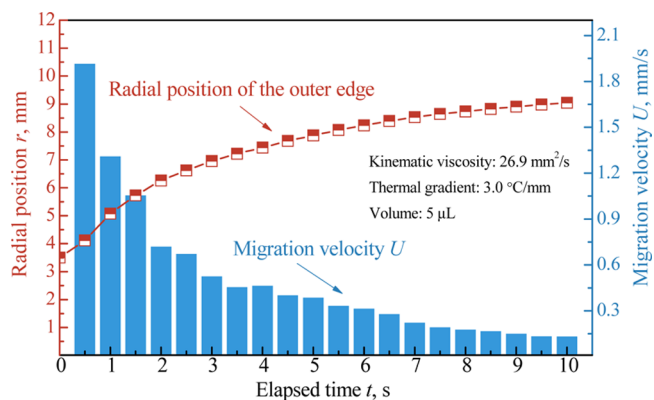 12
11
10
9
8
7
6
5
4
3
2
1
Radial position r, mm
Radial position of the outer edge
Kinematic viscosity: 26.9 mm²/s
Thermal gradient: 3.0 °C/mm
Volume: 5 µL
Migration velocity U
2.1
1.8
1.5
1.2
0.9
0.6
0.3
Migration velocity U, mm/s
0 1 2 3 4 5 6 7 8 9 10
Elapsed time t, s